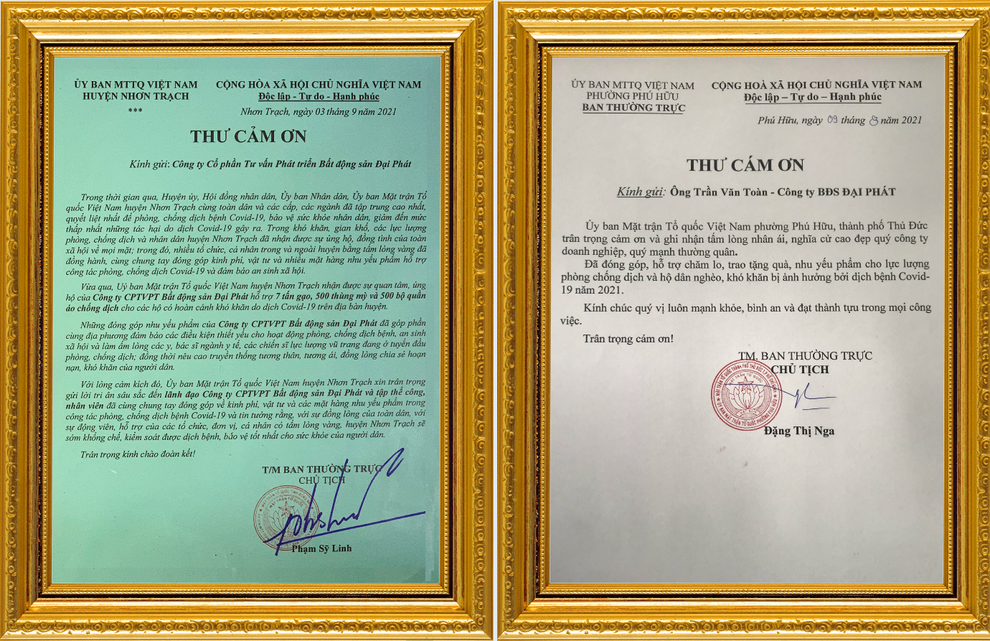 ỦY BAN MTTQ VIỆT NAM
HUYỆN NHƠN TRẠCH
***
CỘNG HÒA XÃ HỘI CHỦ NGHĨA VIỆT NAM
Độc lập - Tự do - Hạnh phúc
Nhơn Trạch, ngày 03 tháng 9 năm 2021
THƯ CẢM ƠN
Kính gửi: Công ty Cổ phần Tư vấn Phát triển Bất động sản Đại Phát
Trong thời gian qua, Huyện ủy, Hội đồng nhân dân, Ủy ban Nhân dân, Ủy ban Mặt trận Tổ
quốc Việt Nam huyện Nhơn Trạch cùng toàn dân và các cấp, các ngành đã tập trung cao nhất,
quyết liệt nhất để phòng, chống dịch bệnh Covid-19, bảo vệ sức khỏe nhân dân, giảm đến mức
thấp nhất những tác hại do dịch Covid-19 gây ra. Trong khó khăn, gian khổ, các lực lượng
phòng, chống dịch và nhân dân huyện Nhơn Trạch đã nhận được sự ủng hộ, đồng tình của toàn
xã hội về mọi mặt; trong đó, nhiều tổ chức, cá nhân trong và ngoài huyện bằng tấm lòng vàng đã
đồng hành, cùng chung tay đóng góp kinh phí, vật tư và nhiều mặt hàng nhu yếu phẩm hỗ trợ
công tác phòng, chống dịch Covid-19 và đảm bảo an sinh xã hội.
Vừa qua, Uỷ ban Mặt trận Tổ quốc Việt Nam huyện Nhơn Trạch nhận được sự quan tâm, ủng
hộ của Công ty CPTVPT Bất động sản Đại Phát hỗ trợ 7 tấn gạo, 500 thùng mỳ và 500 bộ quần
áo chống dịch cho các hộ có hoàn cảnh khó khăn do dịch Covid-19 trên địa bàn huyện.
Những đóng góp nhu yếu phẩm của Công ty CPTVPT Bất động sản Đại Phát đã góp phần
cùng địa phương đảm bảo các điều kiện thiết yếu cho hoạt động phòng, chống dịch bệnh, an sinh
xã hội và làm ấm lòng các y, bác sĩ ngành y tế, các chiến sĩ lực lượng vũ trang đang ở tuyến đầu
phòng, chống dịch; đồng thời nêu cao truyền thống tương thân, tương ái, đồng lòng chia sẻ hoạn
nạn, khó khăn của người dân.
Với lòng cảm kích đó, Ủy ban Mặt trận Tổ quốc Việt Nam huyện Nhơn Trạch xin trân trọng
gửi lời tri ân sâu sắc đến lãnh đạo Công ty CPTVPT Bất động sản Đại Phát và tập thể công,
nhân viên đã cùng chung tay đóng góp về kinh phí, vật tư và các mặt hàng nhu yếu phẩm trong
công tác phòng, chống dịch bệnh Covid-19 và tin tưởng rằng, với sự đồng lòng của toàn dân, với
sự động viên, hỗ trợ của các tổ chức, đơn vị, cá nhân có tấm lòng vàng, huyện Nhơn Trạch sẽ
sớm khống chế, kiểm soát được dịch bệnh, bảo vệ tốt nhất cho sức khỏe của người dân.
Trân trọng kính chào đoàn kết!
T/M BAN THƯỜNG TRỰC
CHỦ TỊCH
Phạm Sỹ Linh
ỦY BAN MTTQ VIỆT NAM
PHƯỜNG PHÚ HỮU
BAN THƯỜNG TRỰC
CỘNG HOÀ XÃ HỘI CHỦ NGHĨA VIỆT NAM
Độc lập – Tự do – Hạnh phúc
Phú Hữu, ngày 09 tháng 8 năm 2021
THƯ CÁM ƠN
Kính gửi: Ông Trần Văn Toàn - Công ty BĐS ĐẠI PHÁT
Ủy ban Mặt trận Tổ quốc Việt Nam phường Phú Hữu, thành phố Thủ Đức
trân trọng cám ơn và ghi nhận tấm lòng nhân ái, nghĩa cử cao đẹp quý công ty
doanh nghiệp, quý mạnh thường quân.
Đã đóng góp, hỗ trợ chăm lo, trao tặng quà, nhu yếu phẩm cho lực lượng
phòng chống dịch và hộ dân nghèo, khó khăn bị ảnh hưởng bởi dịch bệnh Covid-
19 năm 2021.
Kính chúc quý vị luôn mạnh khỏe, bình an và đạt thành tựu trong mọi công
việc.
Trân trọng cám ơn!
TM. BAN THƯỜNG TRỰC
CHỦ TỊCH
Đặng Thị Nga